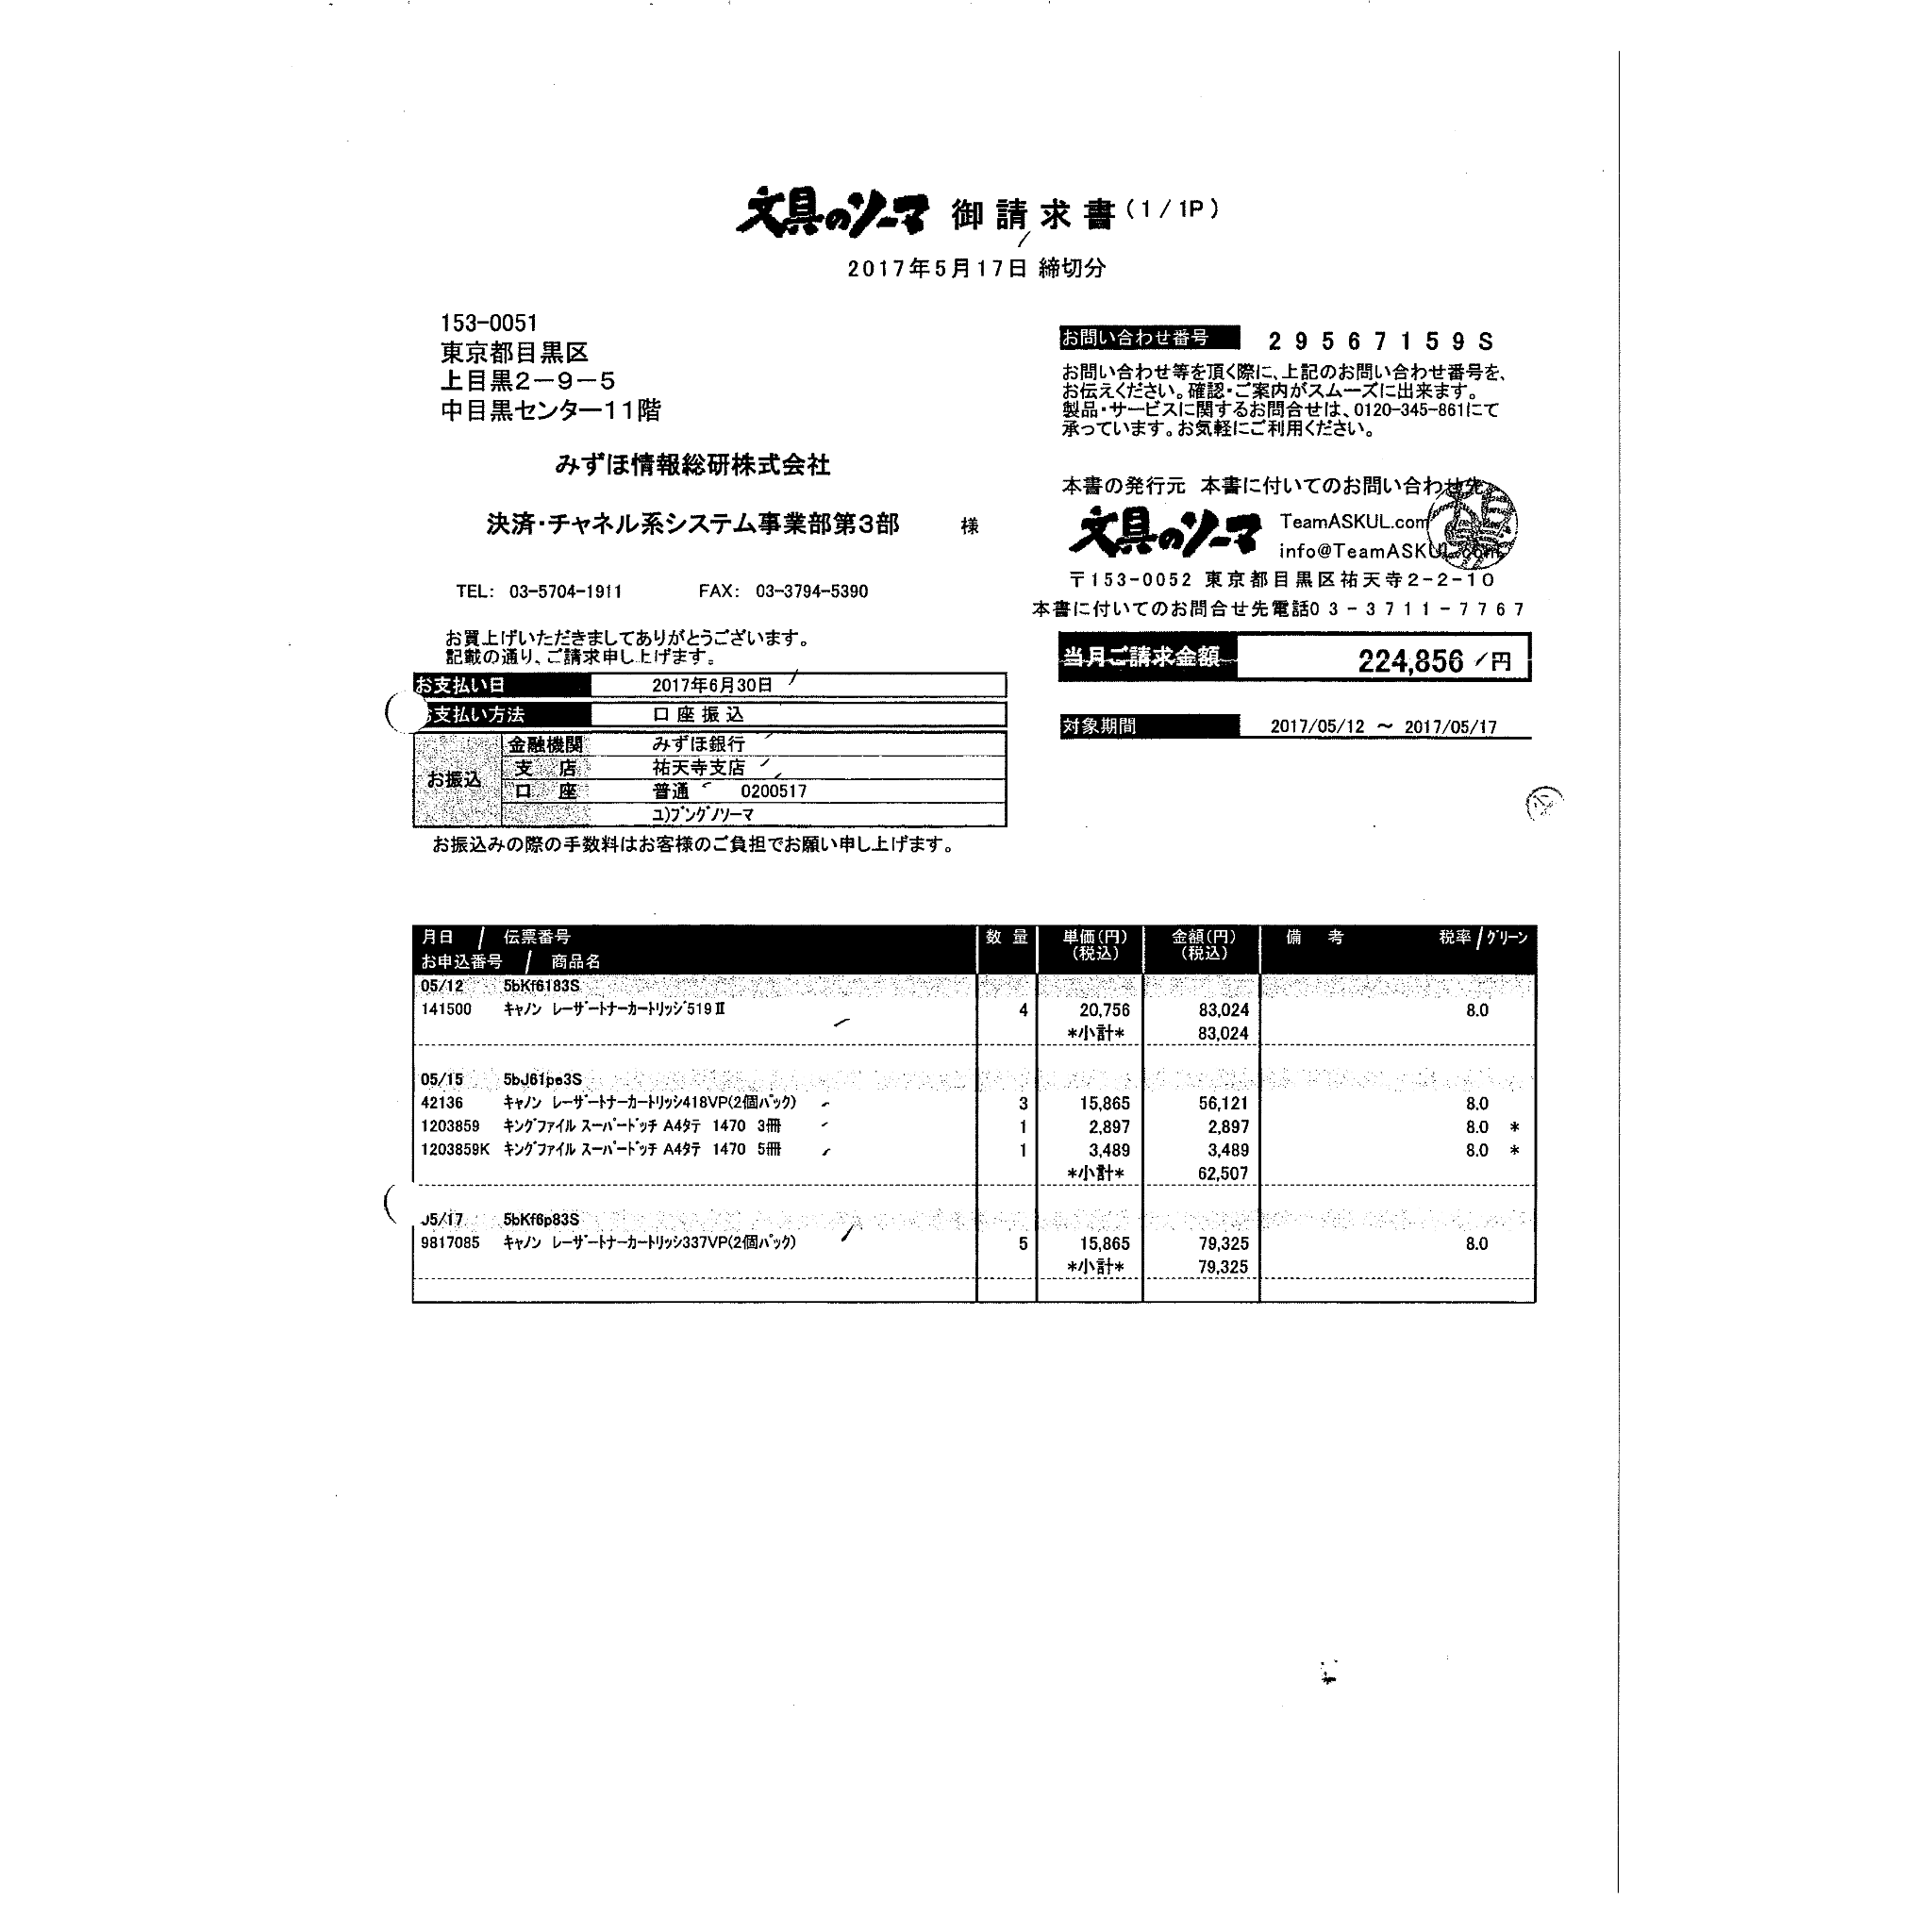 文具のソーマ 御請求書(1/1P)
2017年5月17日 締切分
153-0051
東京都目黒区
上目黒2-9-5
中目黒センター11階
みずほ情報総研株式会社
決済・チャネル系システム事業部第3部 様
TEL: 03-5704-1911 FAX: 03-3794-5390
お買上げいただきましてありがとうございます。
記載の通り、ご請求申し上げます。
お支払い日 2017年6月30日
お支払い方法 口座振込
お振込
金融機関 みずほ銀行
支 店 祐天寺支店
口 座 普通 0200517
ユ)ブングノソーマ
お振込みの際の手数料はお客様のご負担でお願い申し上げます。
お問い合わせ番号 29567159S
お問い合わせ等を頂く際に、上記のお問い合わせ番号を、
お伝えください。確認・ご案内がスムーズに出来ます。
製品・サービスに関するお問合せは、0120-345-861にて
承っています。お気軽にご利用ください。
本書の発行元 本書に付いてのお問い合わせ先
文具のソーマ TeamASKUL.com
info@TeamASKUL.com
〒153-0052 東京都目黒区祐天寺2-2-10
本書に付いてのお問合せ先電話03-3711-7767
当月ご請求金額 224,856 円
対象期間 2017/05/12 ~ 2017/05/17
月日 / 伝票番号 数 量 単価(円) 金額(円) 備 考 税率/グリーン
お申込番号 / 商品名 (税込) (税込)
05/12 5bKf6183S
141500 キャノン レーザートナーカートリッジ519Ⅱ 4 20,756 83,024 8.0
*小計* 83,024
05/15 5bJ61pe3S
42136 キャノン レーザートナーカートリッジ418VP(2個パック) 3 15,865 56,121 8.0
1203859 キングファイル スーパードッチ A4タテ 1470 3冊 1 2,897 2,897 8.0 *
1203859K キングファイル スーパードッチ A4タテ 1470 5冊 1 3,489 3,489 8.0 *
*小計* 62,507
05/17 5bKf6p83S
9817085 キャノン レーザートナーカートリッジ337VP(2個パック) 5 15,865 79,325 8.0
*小計* 79,325